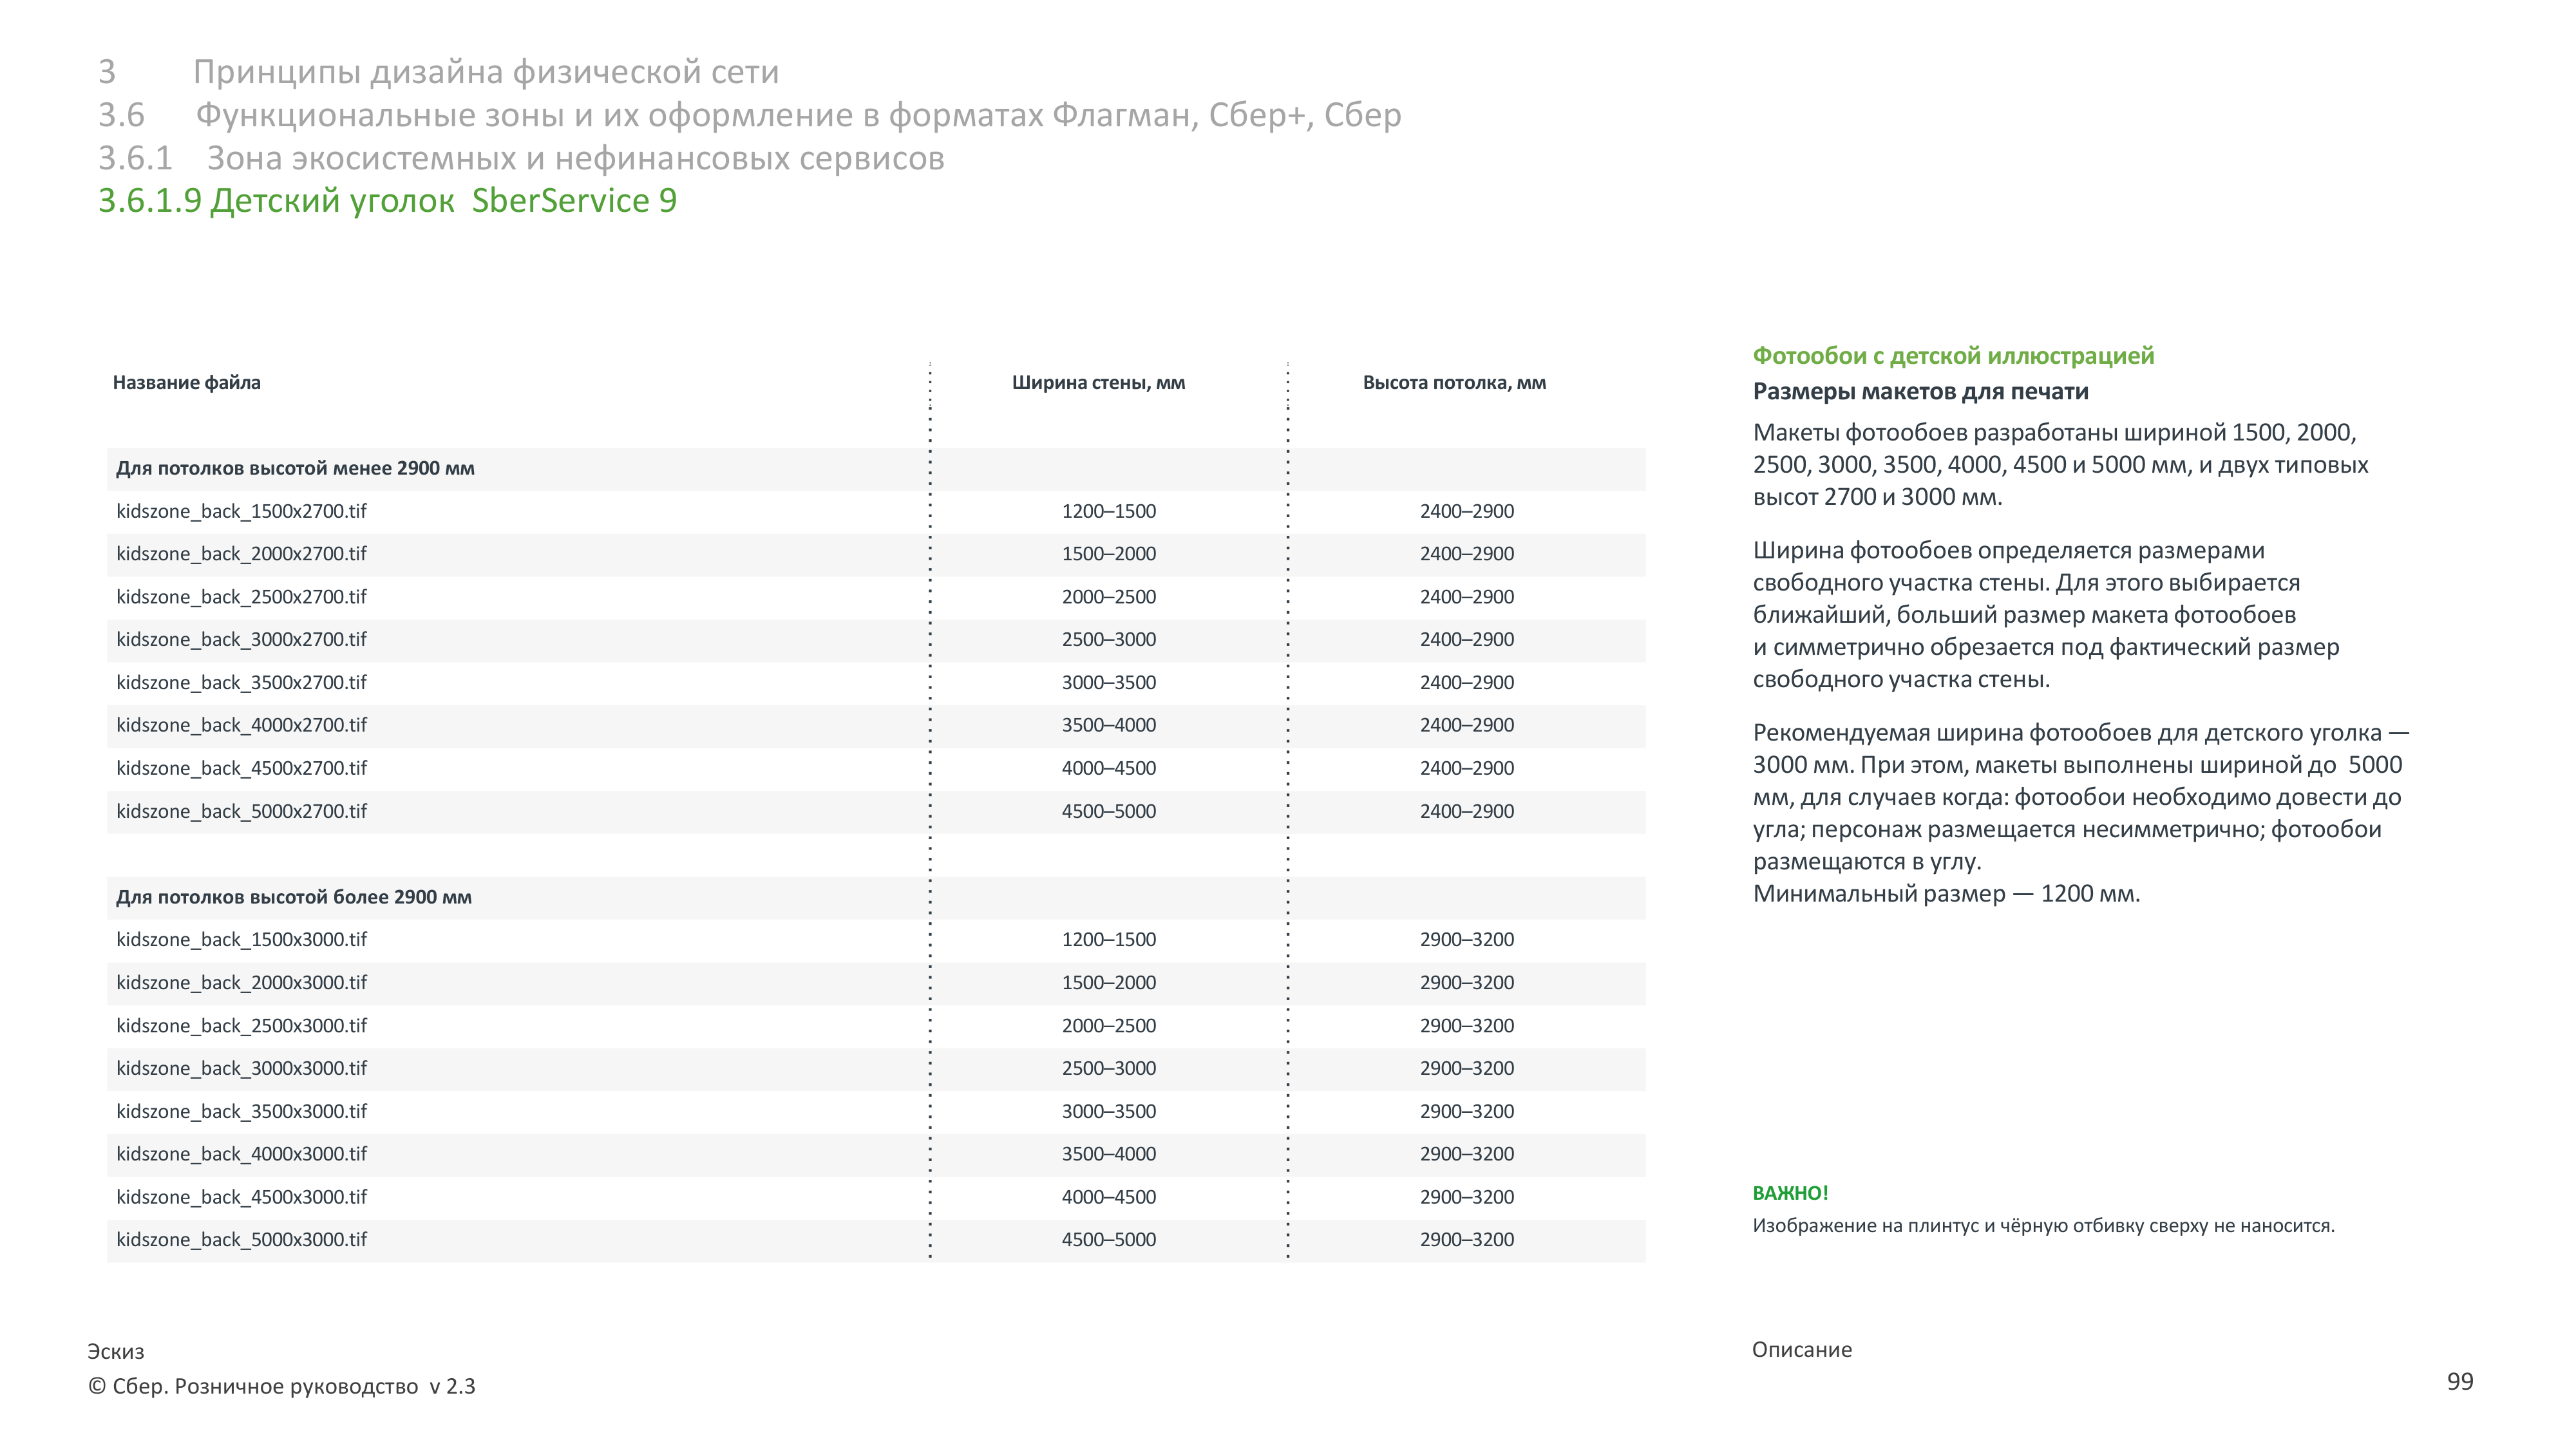 3 Принципы дизайна физической сети
3.6 Функциональные зоны и их оформление в форматах Флагман, Сбер+, Сбер
3.6.1 Зона экосистемных и нефинансовых сервисов
3.6.1.9 Детский уголок SberService 9
Название файла Ширина стены, мм Высота потолка, мм
Для потолков высотой менее 2900 мм
kidszone_back_1500x2700.tif 1200–1500 2400–2900
kidszone_back_2000x2700.tif 1500–2000 2400–2900
kidszone_back_2500x2700.tif 2000–2500 2400–2900
kidszone_back_3000x2700.tif 2500–3000 2400–2900
kidszone_back_3500x2700.tif 3000–3500 2400–2900
kidszone_back_4000x2700.tif 3500–4000 2400–2900
kidszone_back_4500x2700.tif 4000–4500 2400–2900
kidszone_back_5000x2700.tif 4500–5000 2400–2900
Для потолков высотой более 2900 мм
kidszone_back_1500x3000.tif 1200–1500 2900–3200
kidszone_back_2000x3000.tif 1500–2000 2900–3200
kidszone_back_2500x3000.tif 2000–2500 2900–3200
kidszone_back_3000x3000.tif 2500–3000 2900–3200
kidszone_back_3500x3000.tif 3000–3500 2900–3200
kidszone_back_4000x3000.tif 3500–4000 2900–3200
kidszone_back_4500x3000.tif 4000–4500 2900–3200
kidszone_back_5000x3000.tif 4500–5000 2900–3200
Фотообои с детской иллюстрацией
Размеры макетов для печати
Макеты фотообоев разработаны шириной 1500, 2000,
2500, 3000, 3500, 4000, 4500 и 5000 мм, и двух типовых
высот 2700 и 3000 мм.
Ширина фотообоев определяется размерами
свободного участка стены. Для этого выбирается
ближайший, больший размер макета фотообоев
и симметрично обрезается под фактический размер
свободного участка стены.
Рекомендуемая ширина фотообоев для детского уголка —
3000 мм. При этом, макеты выполнены шириной до 5000
мм, для случаев когда: фотообои необходимо довести до
угла; персонаж размещается несимметрично; фотообои
размещаются в углу.
Минимальный размер — 1200 мм.
ВАЖНО!
Изображение на плинтус и чёрную отбивку сверху не наносится.
Эскиз
Описание
© Сбер. Розничное руководство v 2.3
99